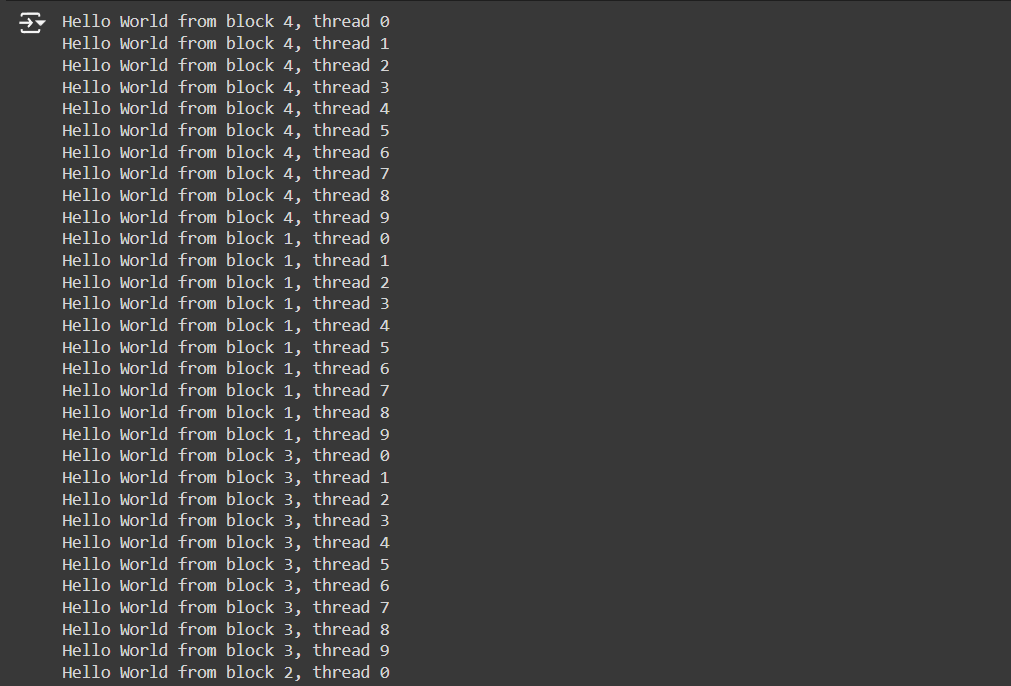 Hello World from block 4, thread 0
Hello World from block 4, thread 1
Hello World from block 4, thread 2
Hello World from block 4, thread 3
Hello World from block 4, thread 4
Hello World from block 4, thread 5
Hello World from block 4, thread 6
Hello World from block 4, thread 7
Hello World from block 4, thread 8
Hello World from block 4, thread 9
Hello World from block 1, thread 0
Hello World from block 1, thread 1
Hello World from block 1, thread 2
Hello World from block 1, thread 3
Hello World from block 1, thread 4
Hello World from block 1, thread 5
Hello World from block 1, thread 6
Hello World from block 1, thread 7
Hello World from block 1, thread 8
Hello World from block 1, thread 9
Hello World from block 3, thread 0
Hello World from block 3, thread 1
Hello World from block 3, thread 2
Hello World from block 3, thread 3
Hello World from block 3, thread 4
Hello World from block 3, thread 5
Hello World from block 3, thread 6
Hello World from block 3, thread 7
Hello World from block 3, thread 8
Hello World from block 3, thread 9
Hello World from block 2, thread 0